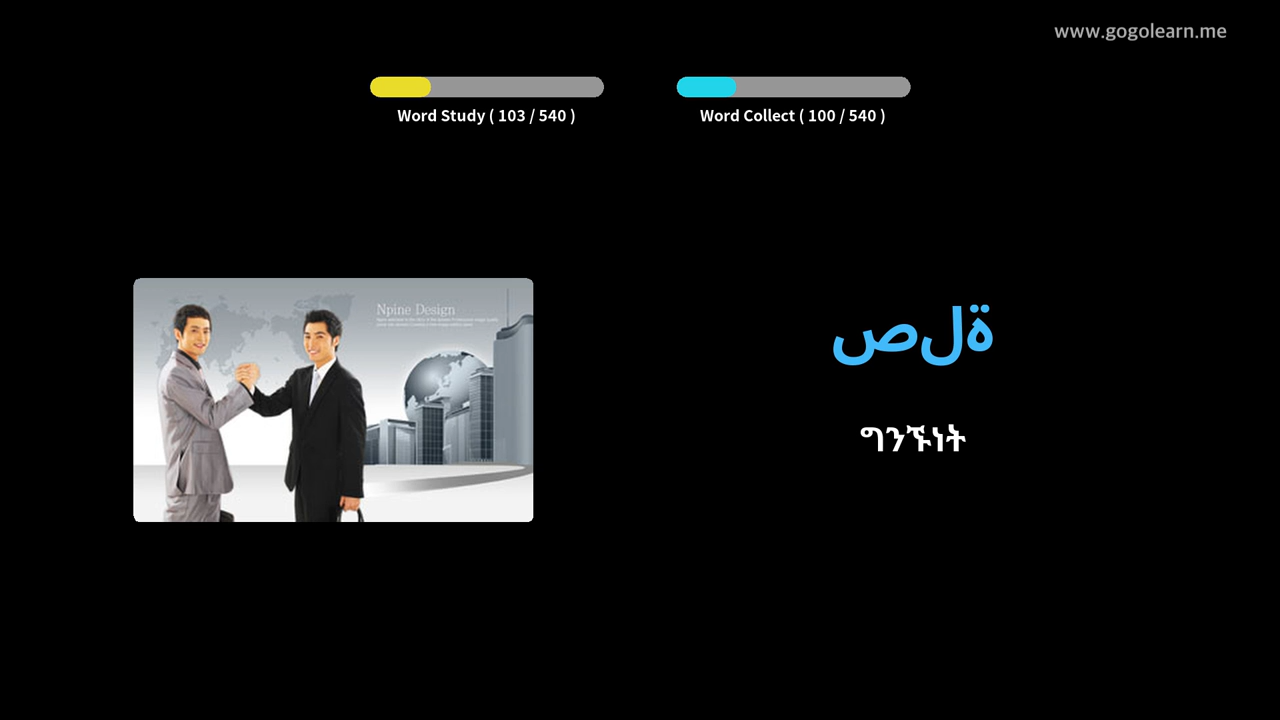 www.gogolearn.me
Word Study ( 103 / 540 )
Word Collect ( 100 / 540 )
Npine Design
صلة
ግንኙነት